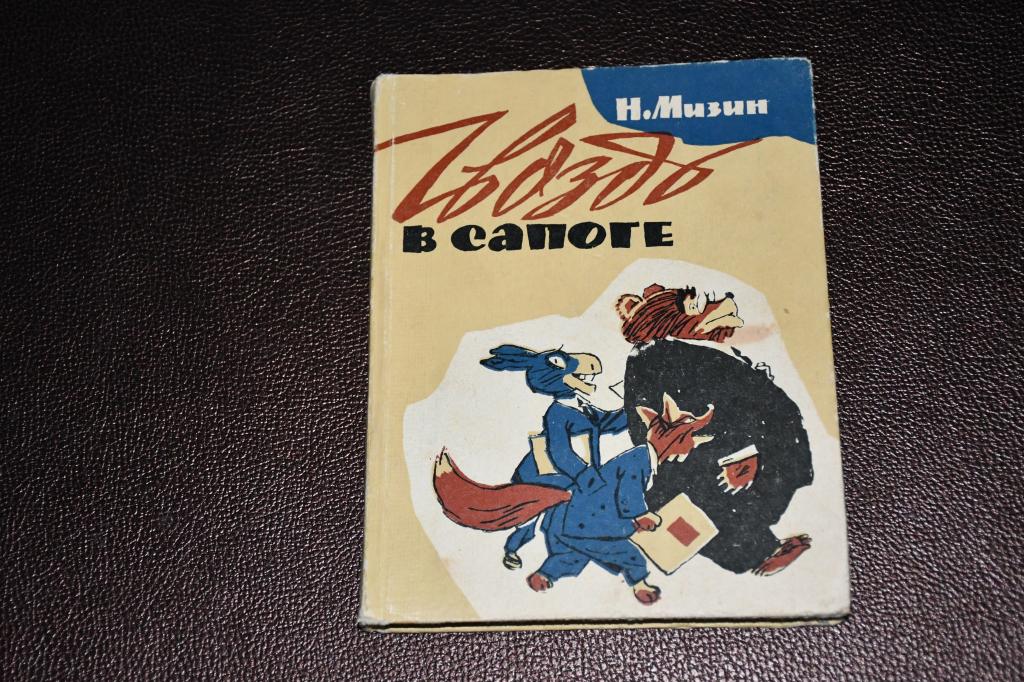 Н. Мизин
Гвоздь
в сапоге